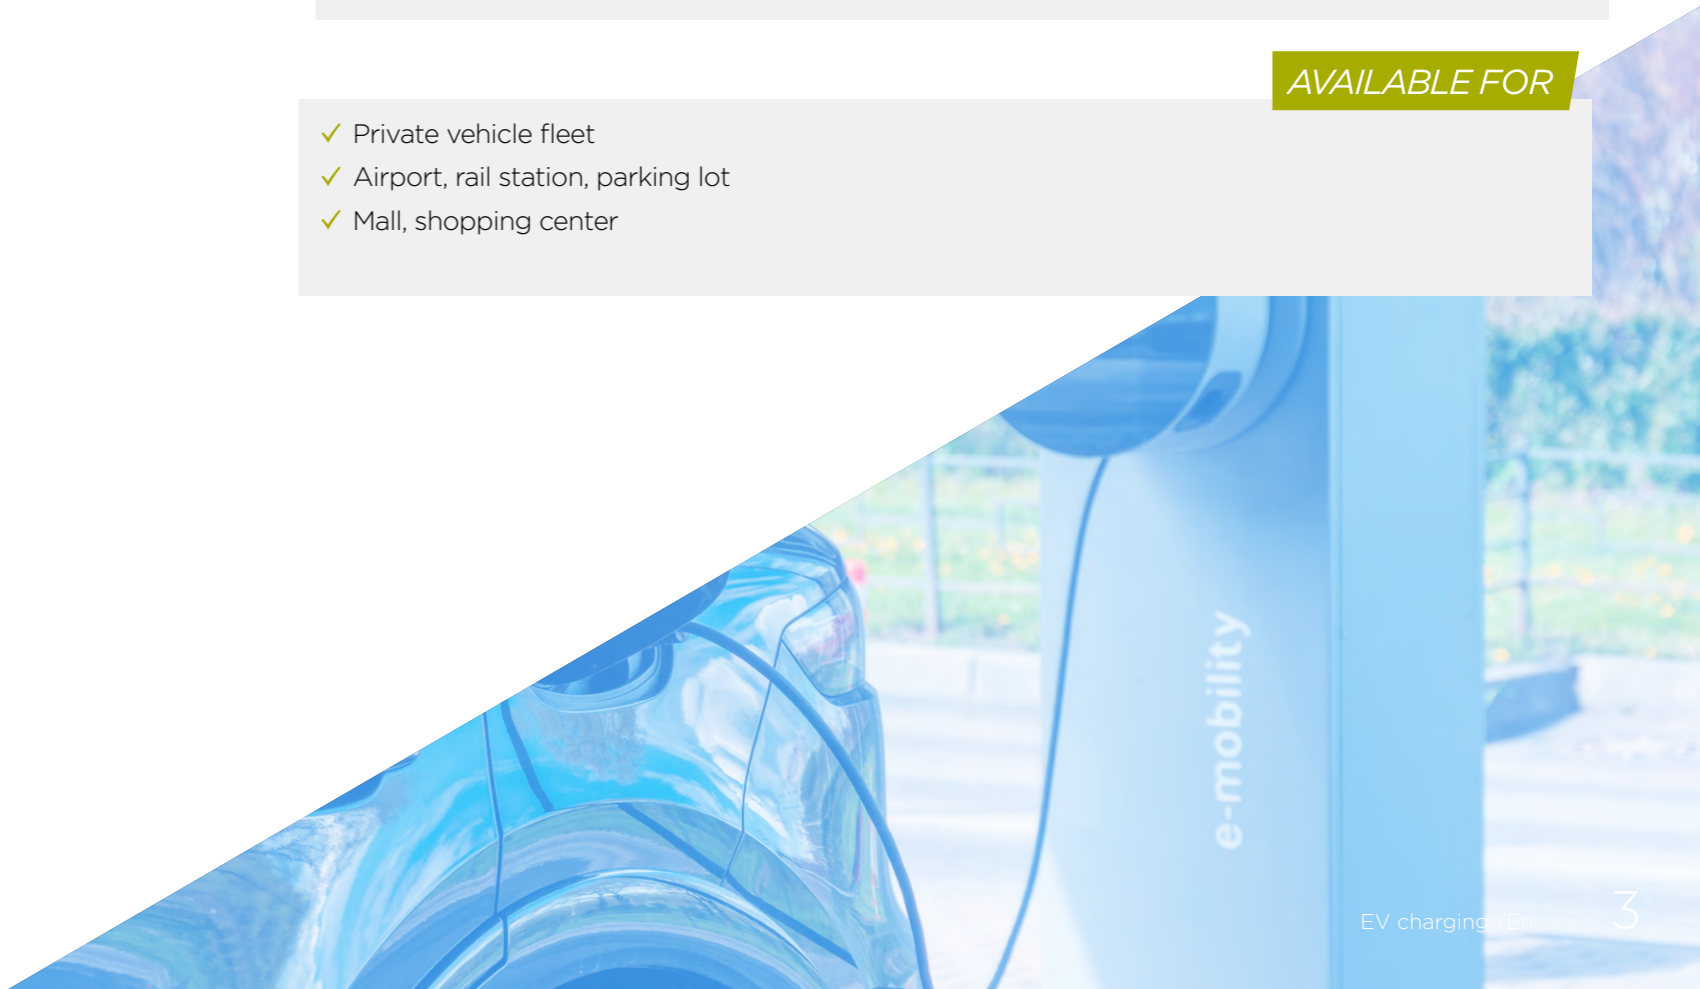 AVAILABLE FOR
✓ Private vehicle fleet
✓ Airport, rail station, parking lot
✓ Mall, shopping center
e-mobility
EV charging /En
3